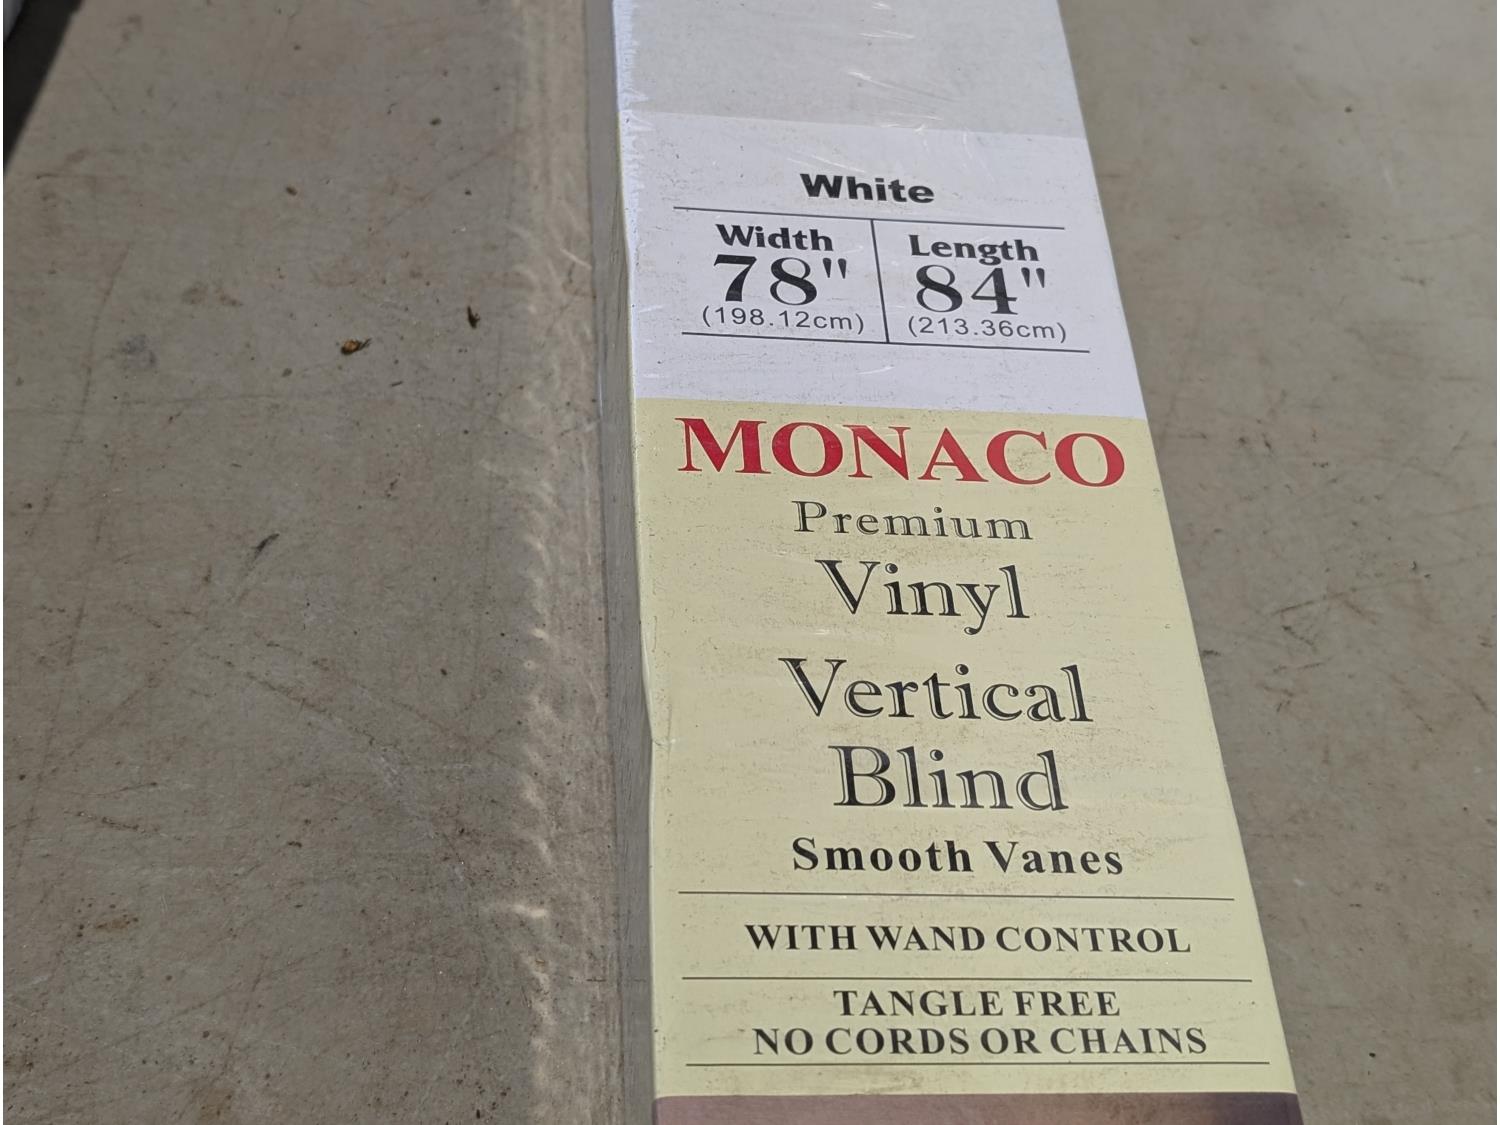 White
Width
Length
78"
84"
(198.12cm)
(213.36cm)
MONACO
Premium
Vinyl
Vertical
Blind
Smooth Vanes
WITH WAND CONTROL
TANGLE FREE
NO CORDS OR CHAINS